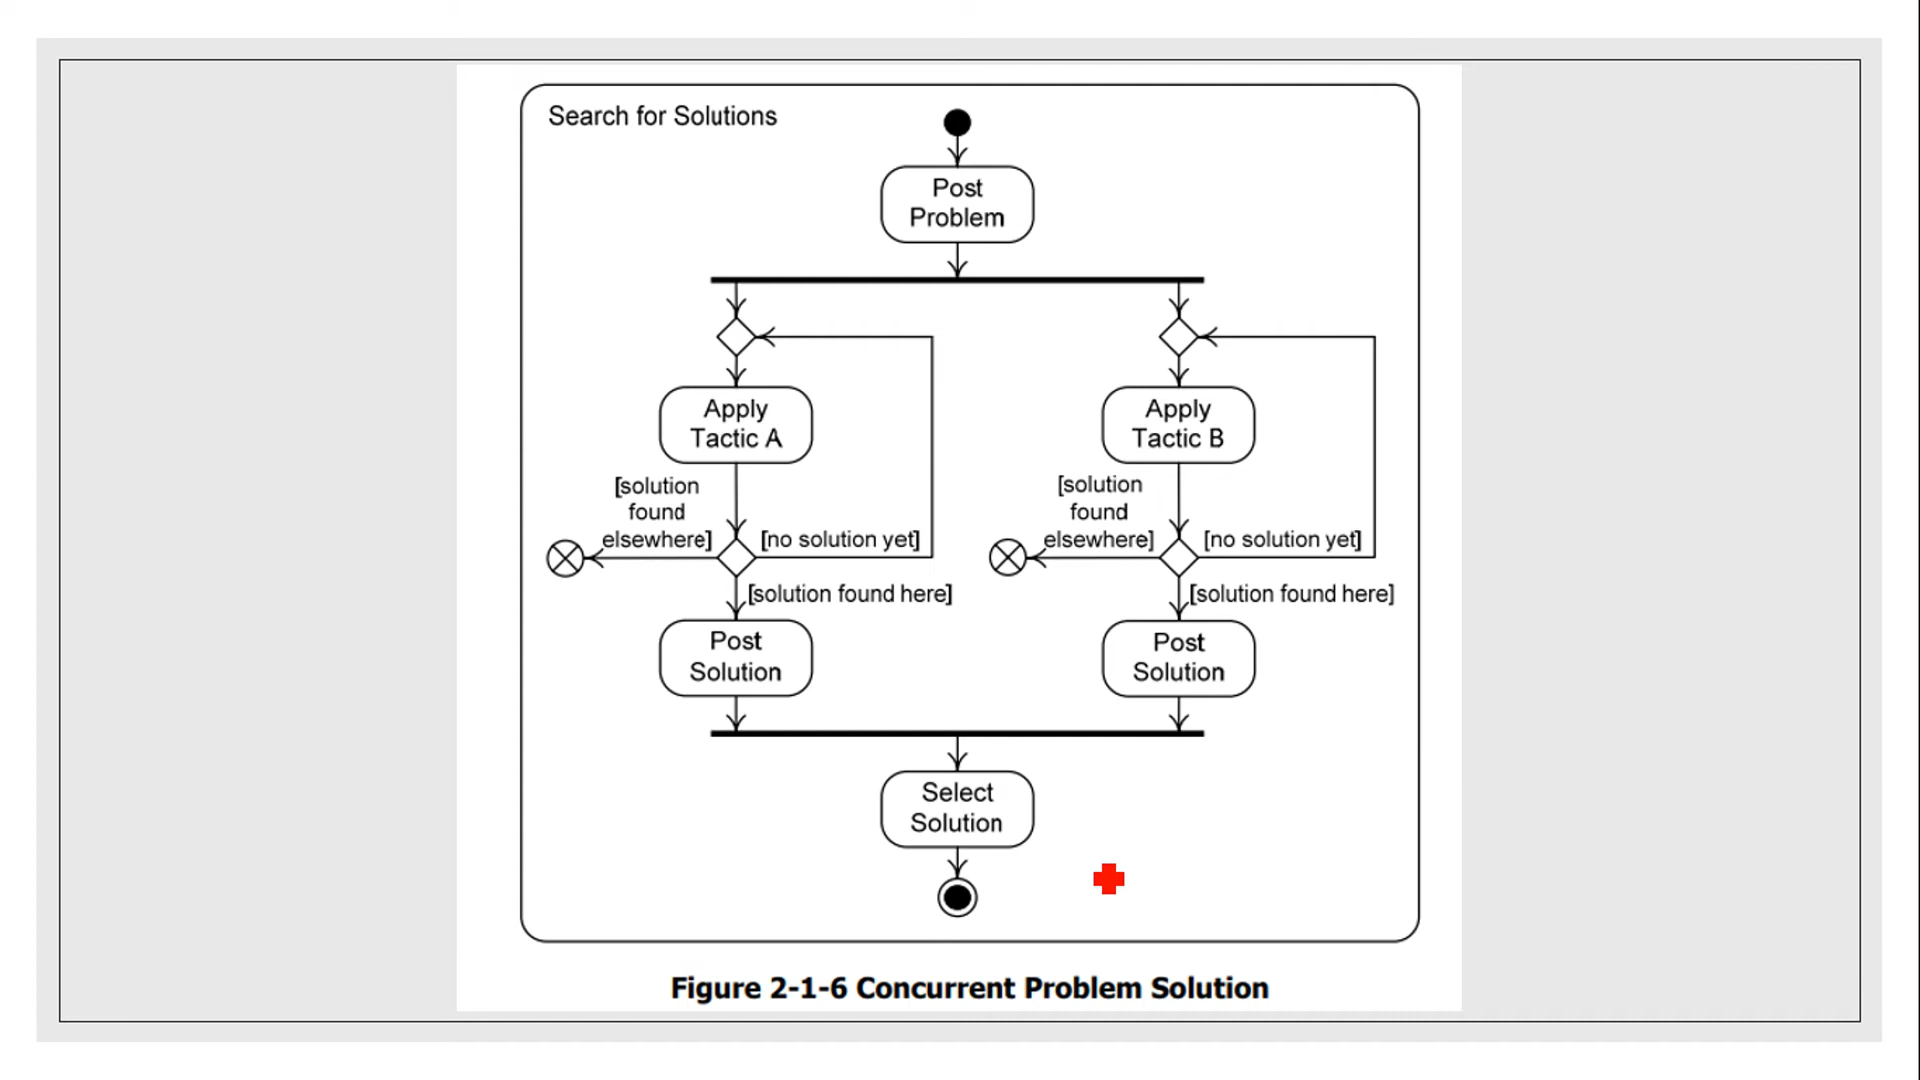 Search for Solutions
Post
Problem
Apply
Tactic A
Apply
Tactic B
[solution
found
elsewhere]
[no solution yet]
[solution
found
elsewhere]
[no solution yet]
[solution found here]
[solution found here]
Post
Solution
Post
Solution
Select
Solution
Figure 2-1-6 Concurrent Problem Solution